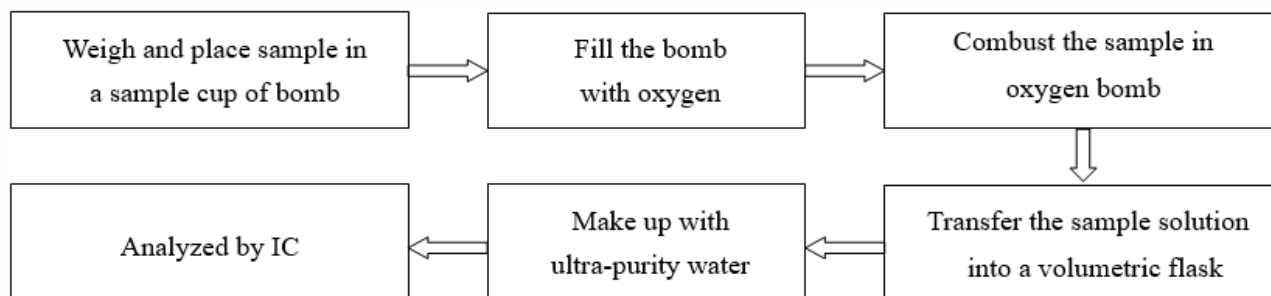 Weigh and place sample in
a sample cup of bomb
Fill the bomb
with oxygen
Combust the sample in
oxygen bomb
Transfer the sample solution
into a volumetric flask
Make up with
ultra-purity water
Analyzed by IC